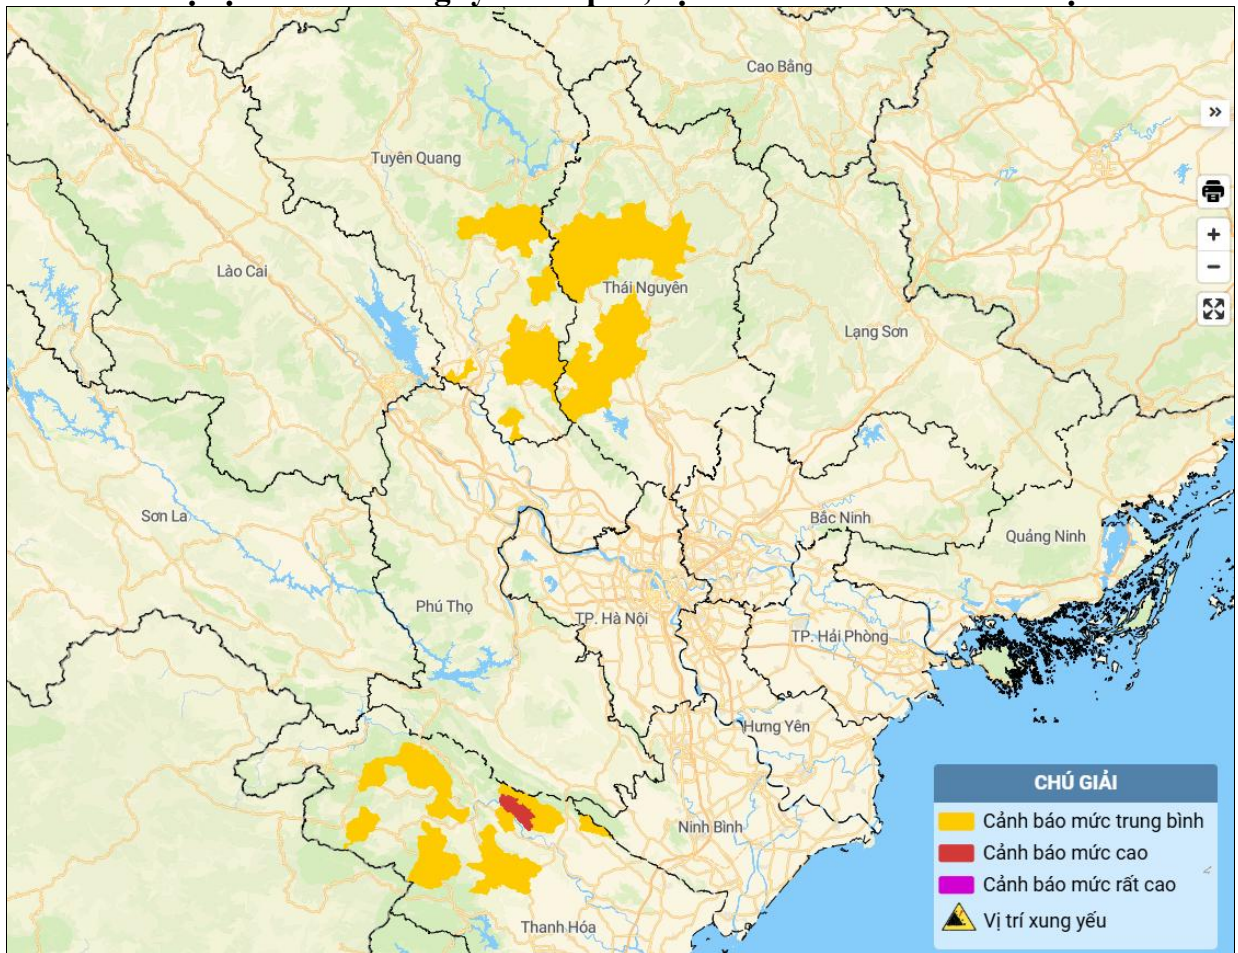 Cao Bằng
Tuyên Quang
Lào Cai
Thái Nguyên
Lạng Sơn
Sơn La
Bắc Ninh
Quảng Ninh
Phú Thọ
TP. Hà Nội
TP. Hải Phòng
Hưng Yên
Ninh Bình
Thanh Hóa
CHÚ GIẢI
Cảnh báo mức trung bình
Cảnh báo mức cao
Cảnh báo mức rất cao
Vị trí xung yếu